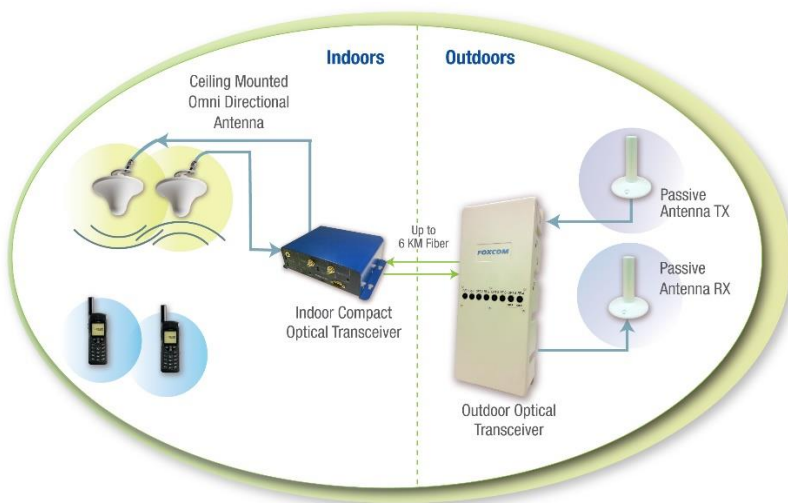 Indoors
Outdoors
Ceiling Mounted
Omni Directional
Antenna
Up to
6 KM Fiber
Passive
Antenna TX
FOXCOM
Passive
Antenna RX
Indoor Compact
Optical Transceiver
Outdoor Optical
Transceiver